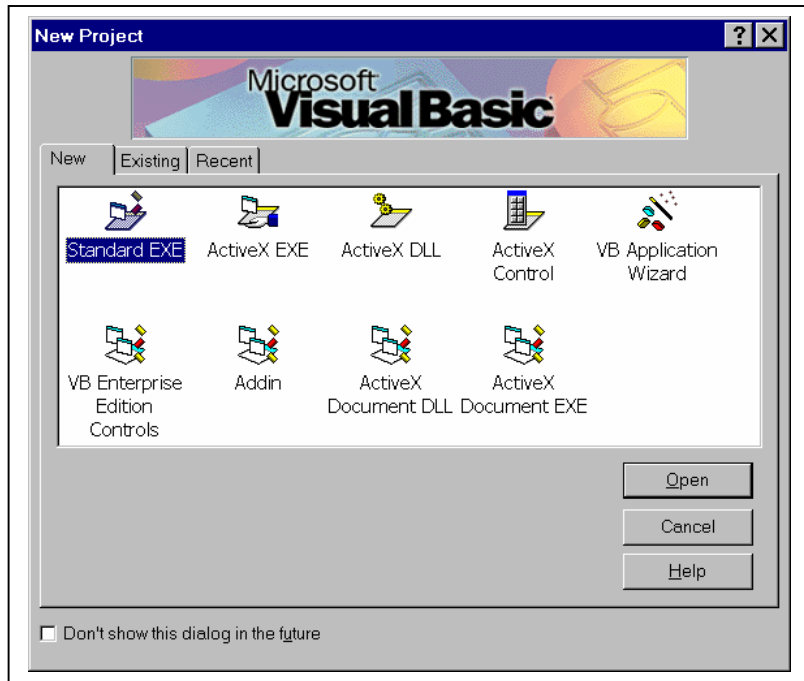 New Project
?
Microsoft
Visual Basic
New Existing Recent
Standard EXE ActiveX EXE ActiveX DLL ActiveX Control VB Application Wizard
VB Enterprise Edition Controls Addin ActiveX Document DLL ActiveX Document EXE
Open
Cancel
Help
Don't show this dialog in the future